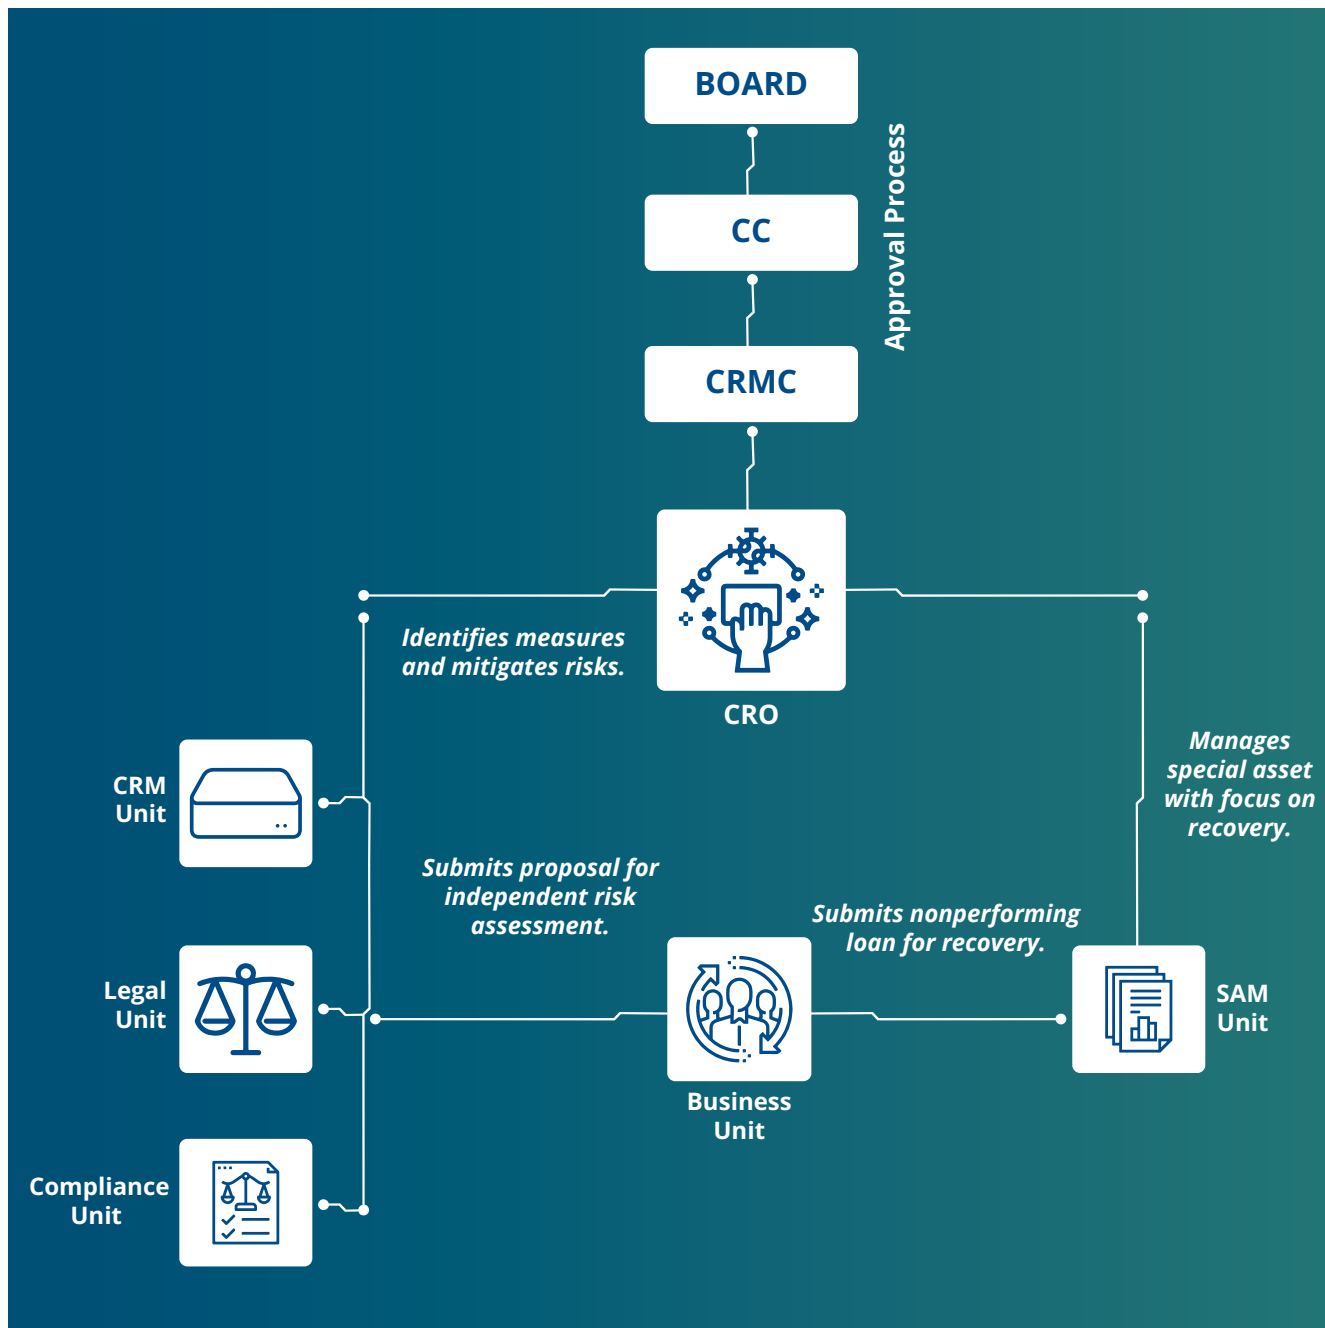 BOARD
Approval Process
CC
CRMC
Identifies measures
and mitigates risks.
CRO
Manages
special asset
with focus on
recovery.
CRM
Unit
Submits proposal for
independent risk
assessment.
Submits nonperforming
loan for recovery.
Legal
Unit
SAM
Unit
Business
Unit
Compliance
Unit